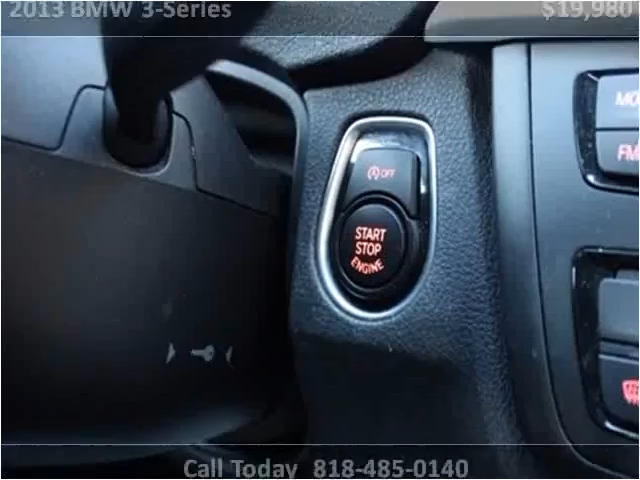 2013 BMW 3-Series
$19,980
MO
FM
OFF
START
STOP
ENGINE
Call Today 818-485-0140